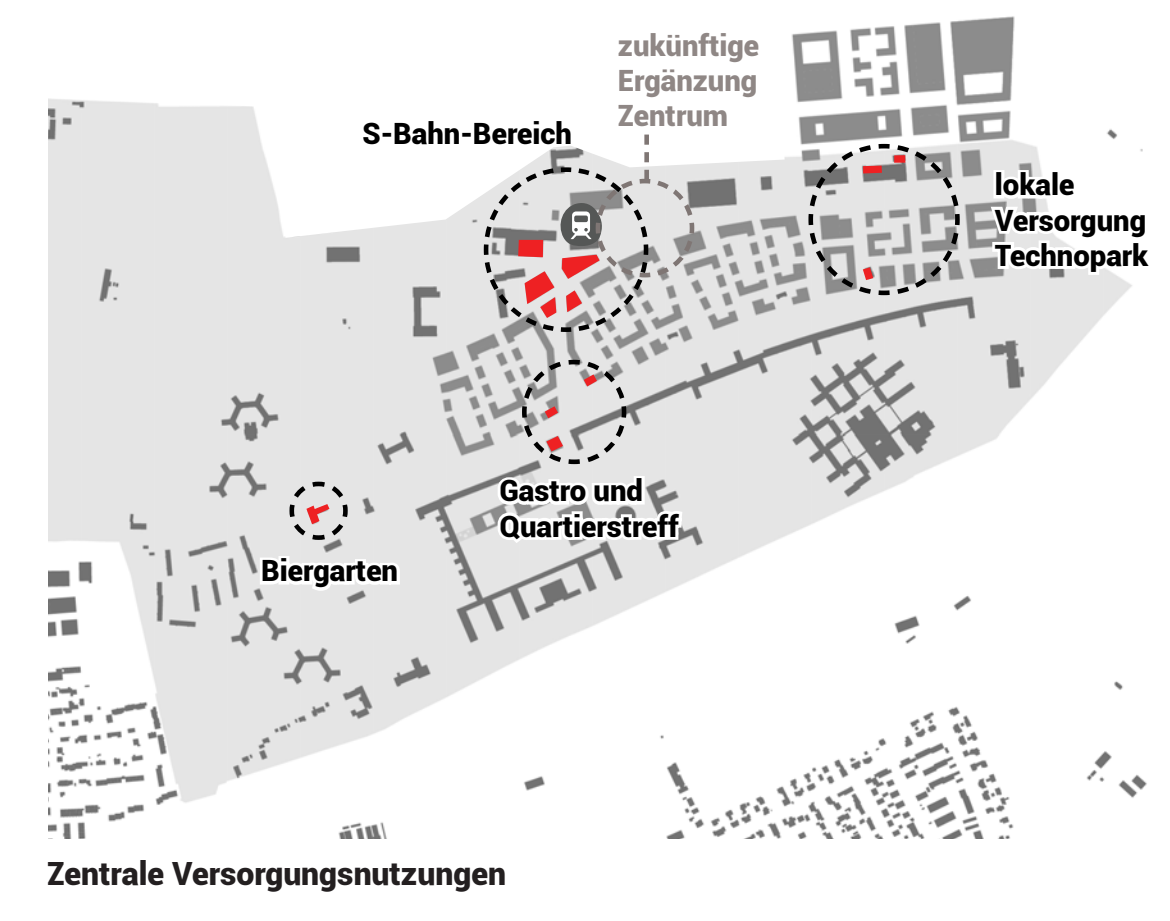 zukünftige
Ergänzung
Zentrum
S-Bahn-Bereich
lokale
Versorgung
Technopark
Gastro und
Quartierstreff
Biergarten
Zentrale Versorgungsnutzungen